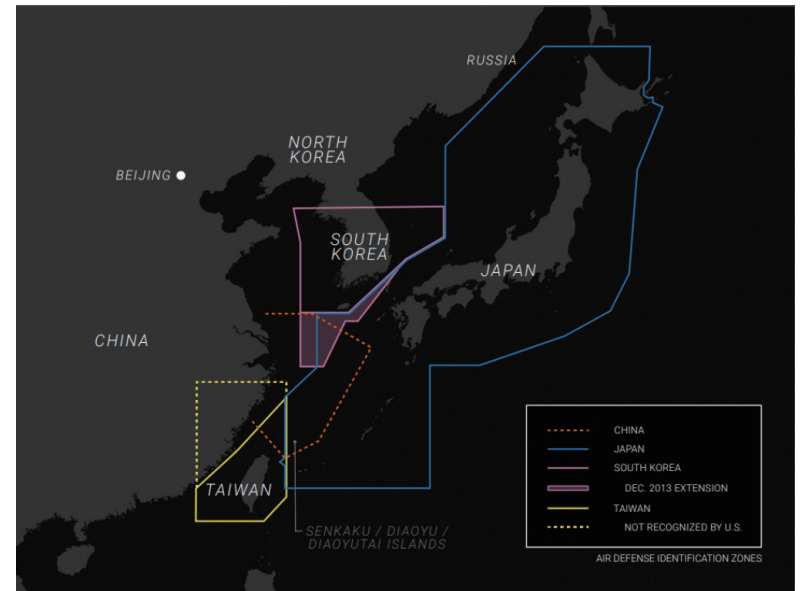 RUSSIA
NORTH
KOREA
BEIJING
SOUTH
KOREA
JAPAN
CHINA
TAIWAN
SENKAKU / DIAOYU /
DIAOYUTAI ISLANDS
CHINA
JAPAN
SOUTH KOREA
DEC. 2013 EXTENSION
TAIWAN
NOT RECOGNIZED BY U.S.
AIR DEFENSE IDENTIFICATION ZONES